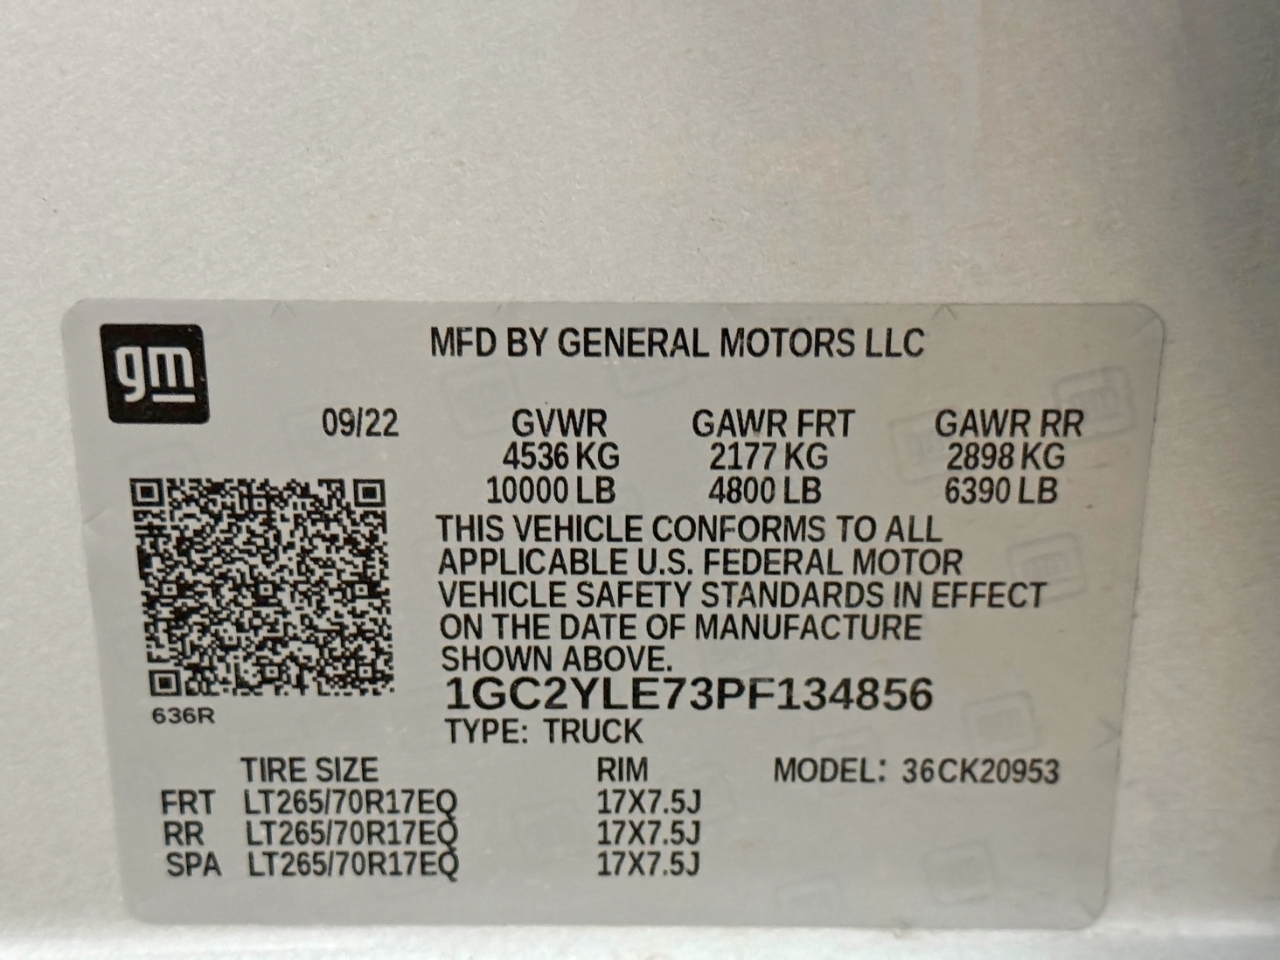 gm
MFD BY GENERAL MOTORS LLC
09/22 GVWR GAWR FRT GAWR RR
4536 KG 2177 KG 2898 KG
10000 LB 4800 LB 6390 LB
THIS VEHICLE CONFORMS TO ALL
APPLICABLE U.S. FEDERAL MOTOR
VEHICLE SAFETY STANDARDS IN EFFECT
ON THE DATE OF MANUFACTURE
SHOWN ABOVE.
1GC2YLE73PF134856
636R
TYPE: TRUCK
TIRE SIZE RIM MODEL: 36CK20953
FRT LT265/70R17EQ 17X7.5J
RR LT265/70R17EQ 17X7.5J
SPA LT265/70R17EQ 17X7.5J